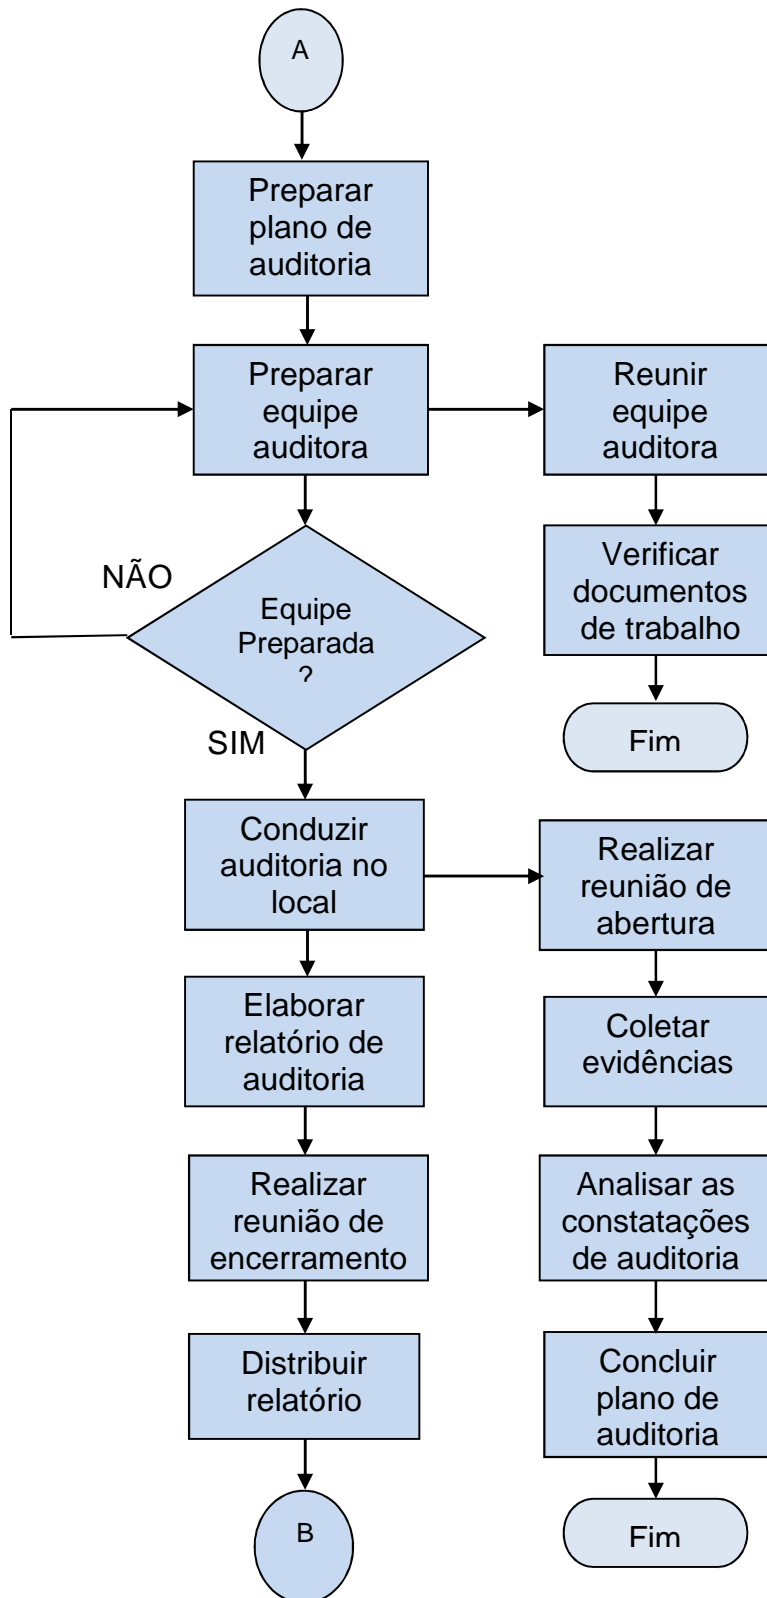 A
Preparar
plano de
auditoria
Preparar
equipe
auditora
Reunir
equipe
auditora
NÃO
Equipe
Preparada
?
Verificar
documentos
de trabalho
SIM
Fim
Conduzir
auditoria no
local
Realizar
reunião de
abertura
Elaborar
relatório de
auditoria
Coletar
evidências
Realizar
reunião de
encerramento
Analisar as
constatações
de auditoria
Distribuir
relatório
Concluir
plano de
auditoria
B
Fim